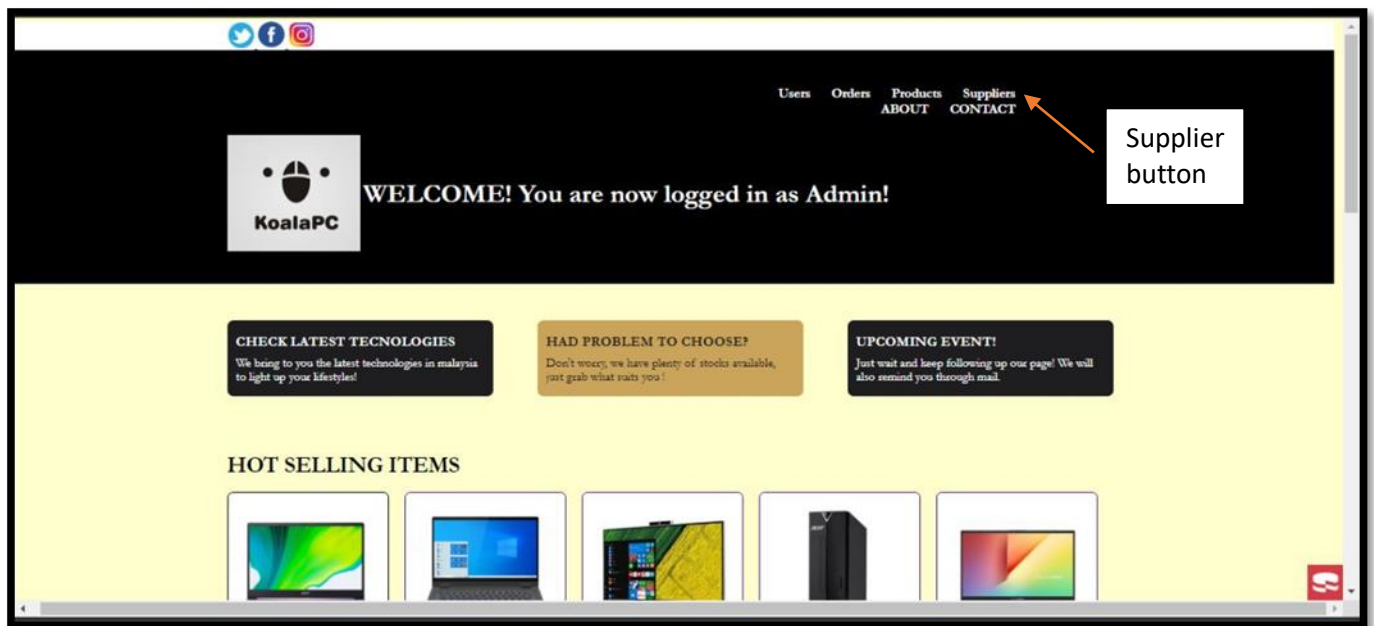 Users Orders Products Suppliers
ABOUT CONTACT
Supplier
button
KoalaPC
WELCOME! You are now logged in as Admin!
CHECK LATEST TECNOLOGIES
We bring to you the latest technologies in malaysia
to light up your lifestyles!
HAD PROBLEM TO CHOOSE?
Don't worry, we have plenty of stocks available,
just grab what suits you !
UPCOMING EVENT!
Just wait and keep following up our page! We will
also remind you through mail.
HOT SELLING ITEMS